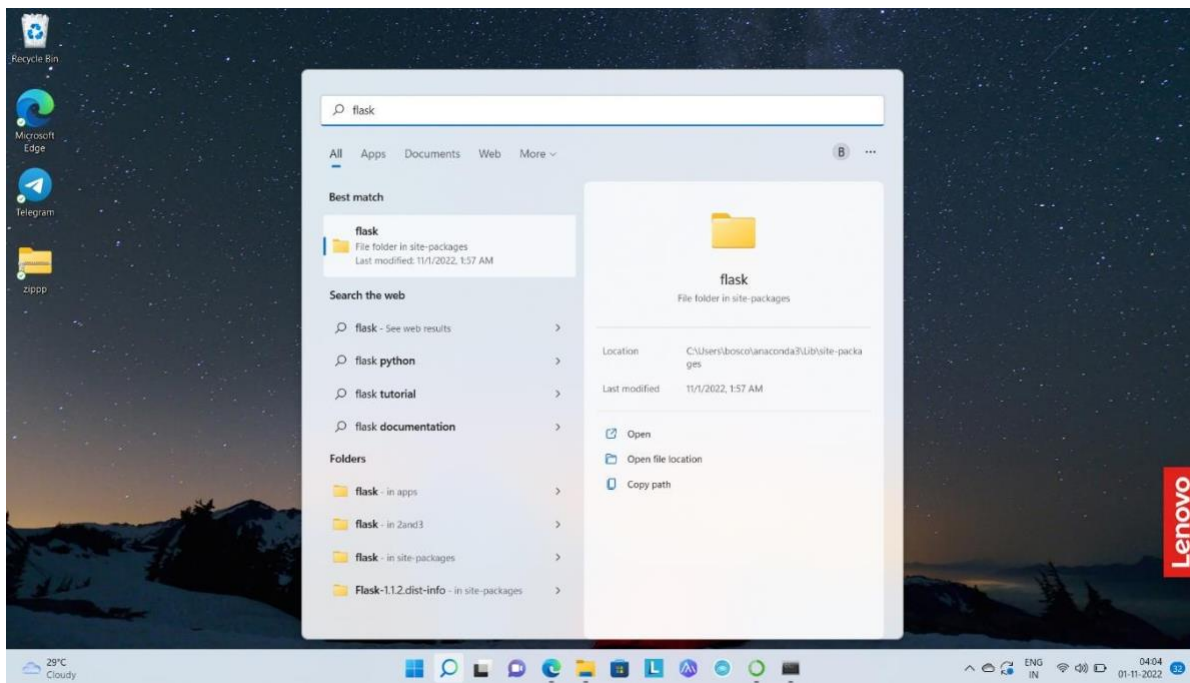 Recycle Bin
Microsoft
Edge
Telegram
zippp
flask
All Apps Documents Web More
B ...
Best match
flask
File folder in site-packages
Last modified: 11/1/2022, 1:57 AM
Search the web
flask - See web results
flask python
flask tutorial
flask documentation
Folders
flask - in apps
flask - in 2and3
flask - in site-packages
Flask-1.1.2.dist-info - in site-packages
flask
File folder in site-packages
Location C:\Users\bosco\anaconda3\Lib\site-packa
ges
Last modified 11/1/2022, 1:57 AM
Open
Open file location
Copy path
Lenovo
29°C
Cloudy
L
ENG
IN
04:04
01-11-2022
32